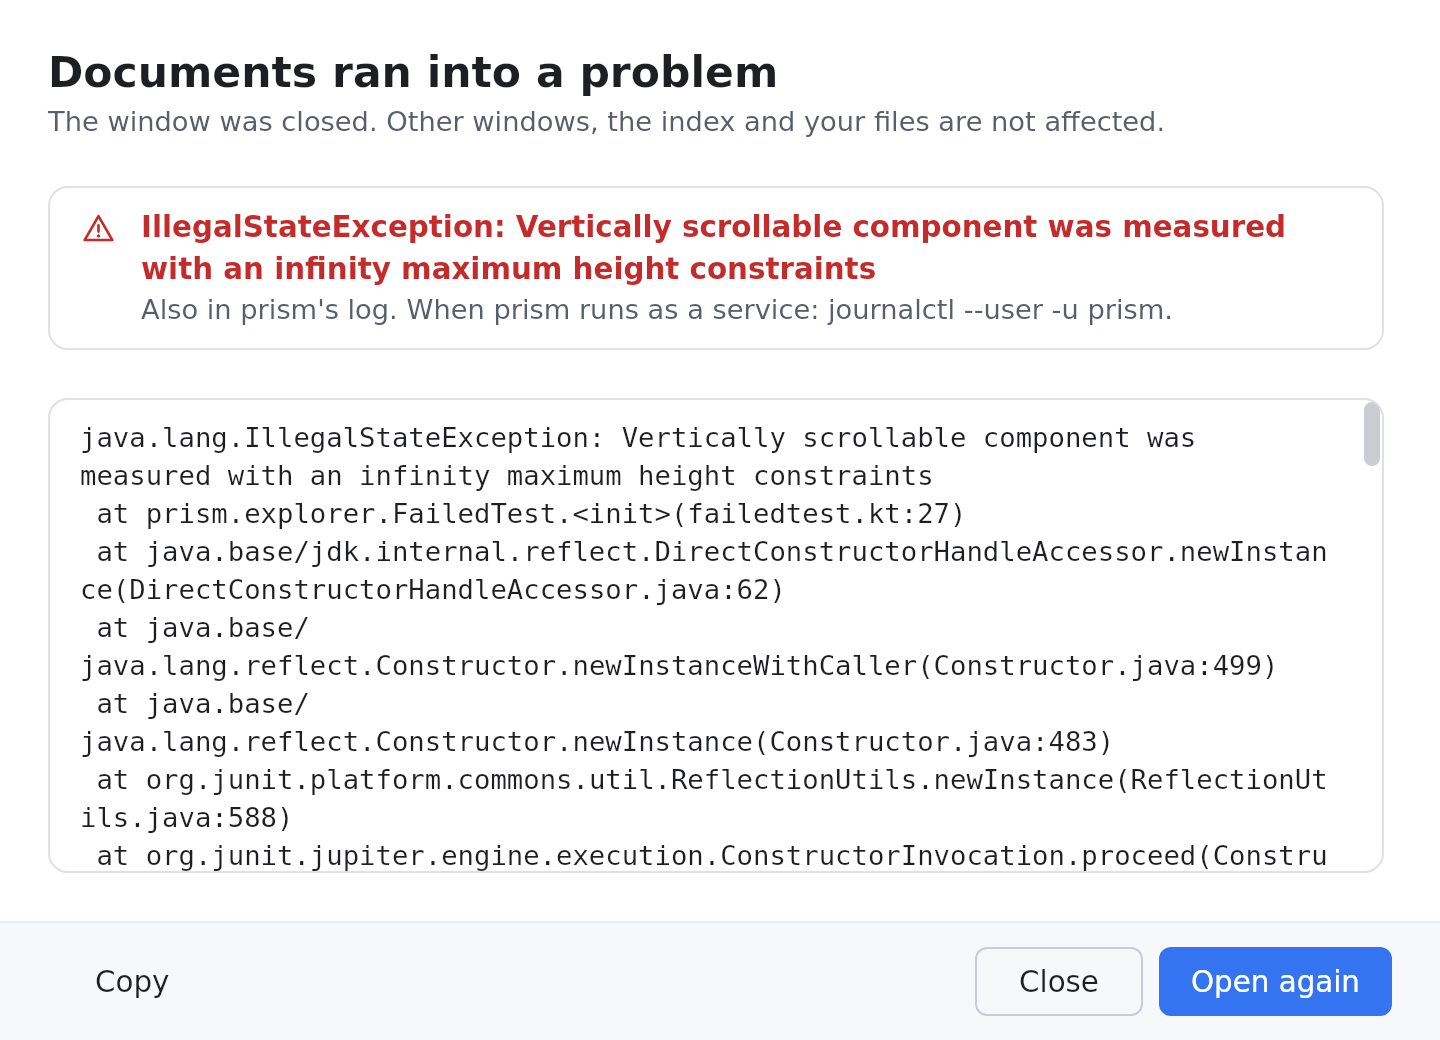 Documents ran into a problem
The window was closed. Other windows, the index and your files are not affected.
IllegalStateException: Vertically scrollable component was measured
with an infinity maximum height constraints
Also in prism's log. When prism runs as a service: journalctl --user -u prism.
java.lang.IllegalStateException: Vertically scrollable component was
measured with an infinity maximum height constraints
 at prism.explorer.FailedTest.<init>(failedtest.kt:27)
 at java.base/jdk.internal.reflect.DirectConstructorHandleAccessor.newInstan
ce(DirectConstructorHandleAccessor.java:62)
 at java.base/
java.lang.reflect.Constructor.newInstanceWithCaller(Constructor.java:499)
 at java.base/
java.lang.reflect.Constructor.newInstance(Constructor.java:483)
 at org.junit.platform.commons.util.ReflectionUtils.newInstance(ReflectionUt
ils.java:588)
 at org.junit.jupiter.engine.execution.ConstructorInvocation.proceed(Constru
Copy
Close
Open again